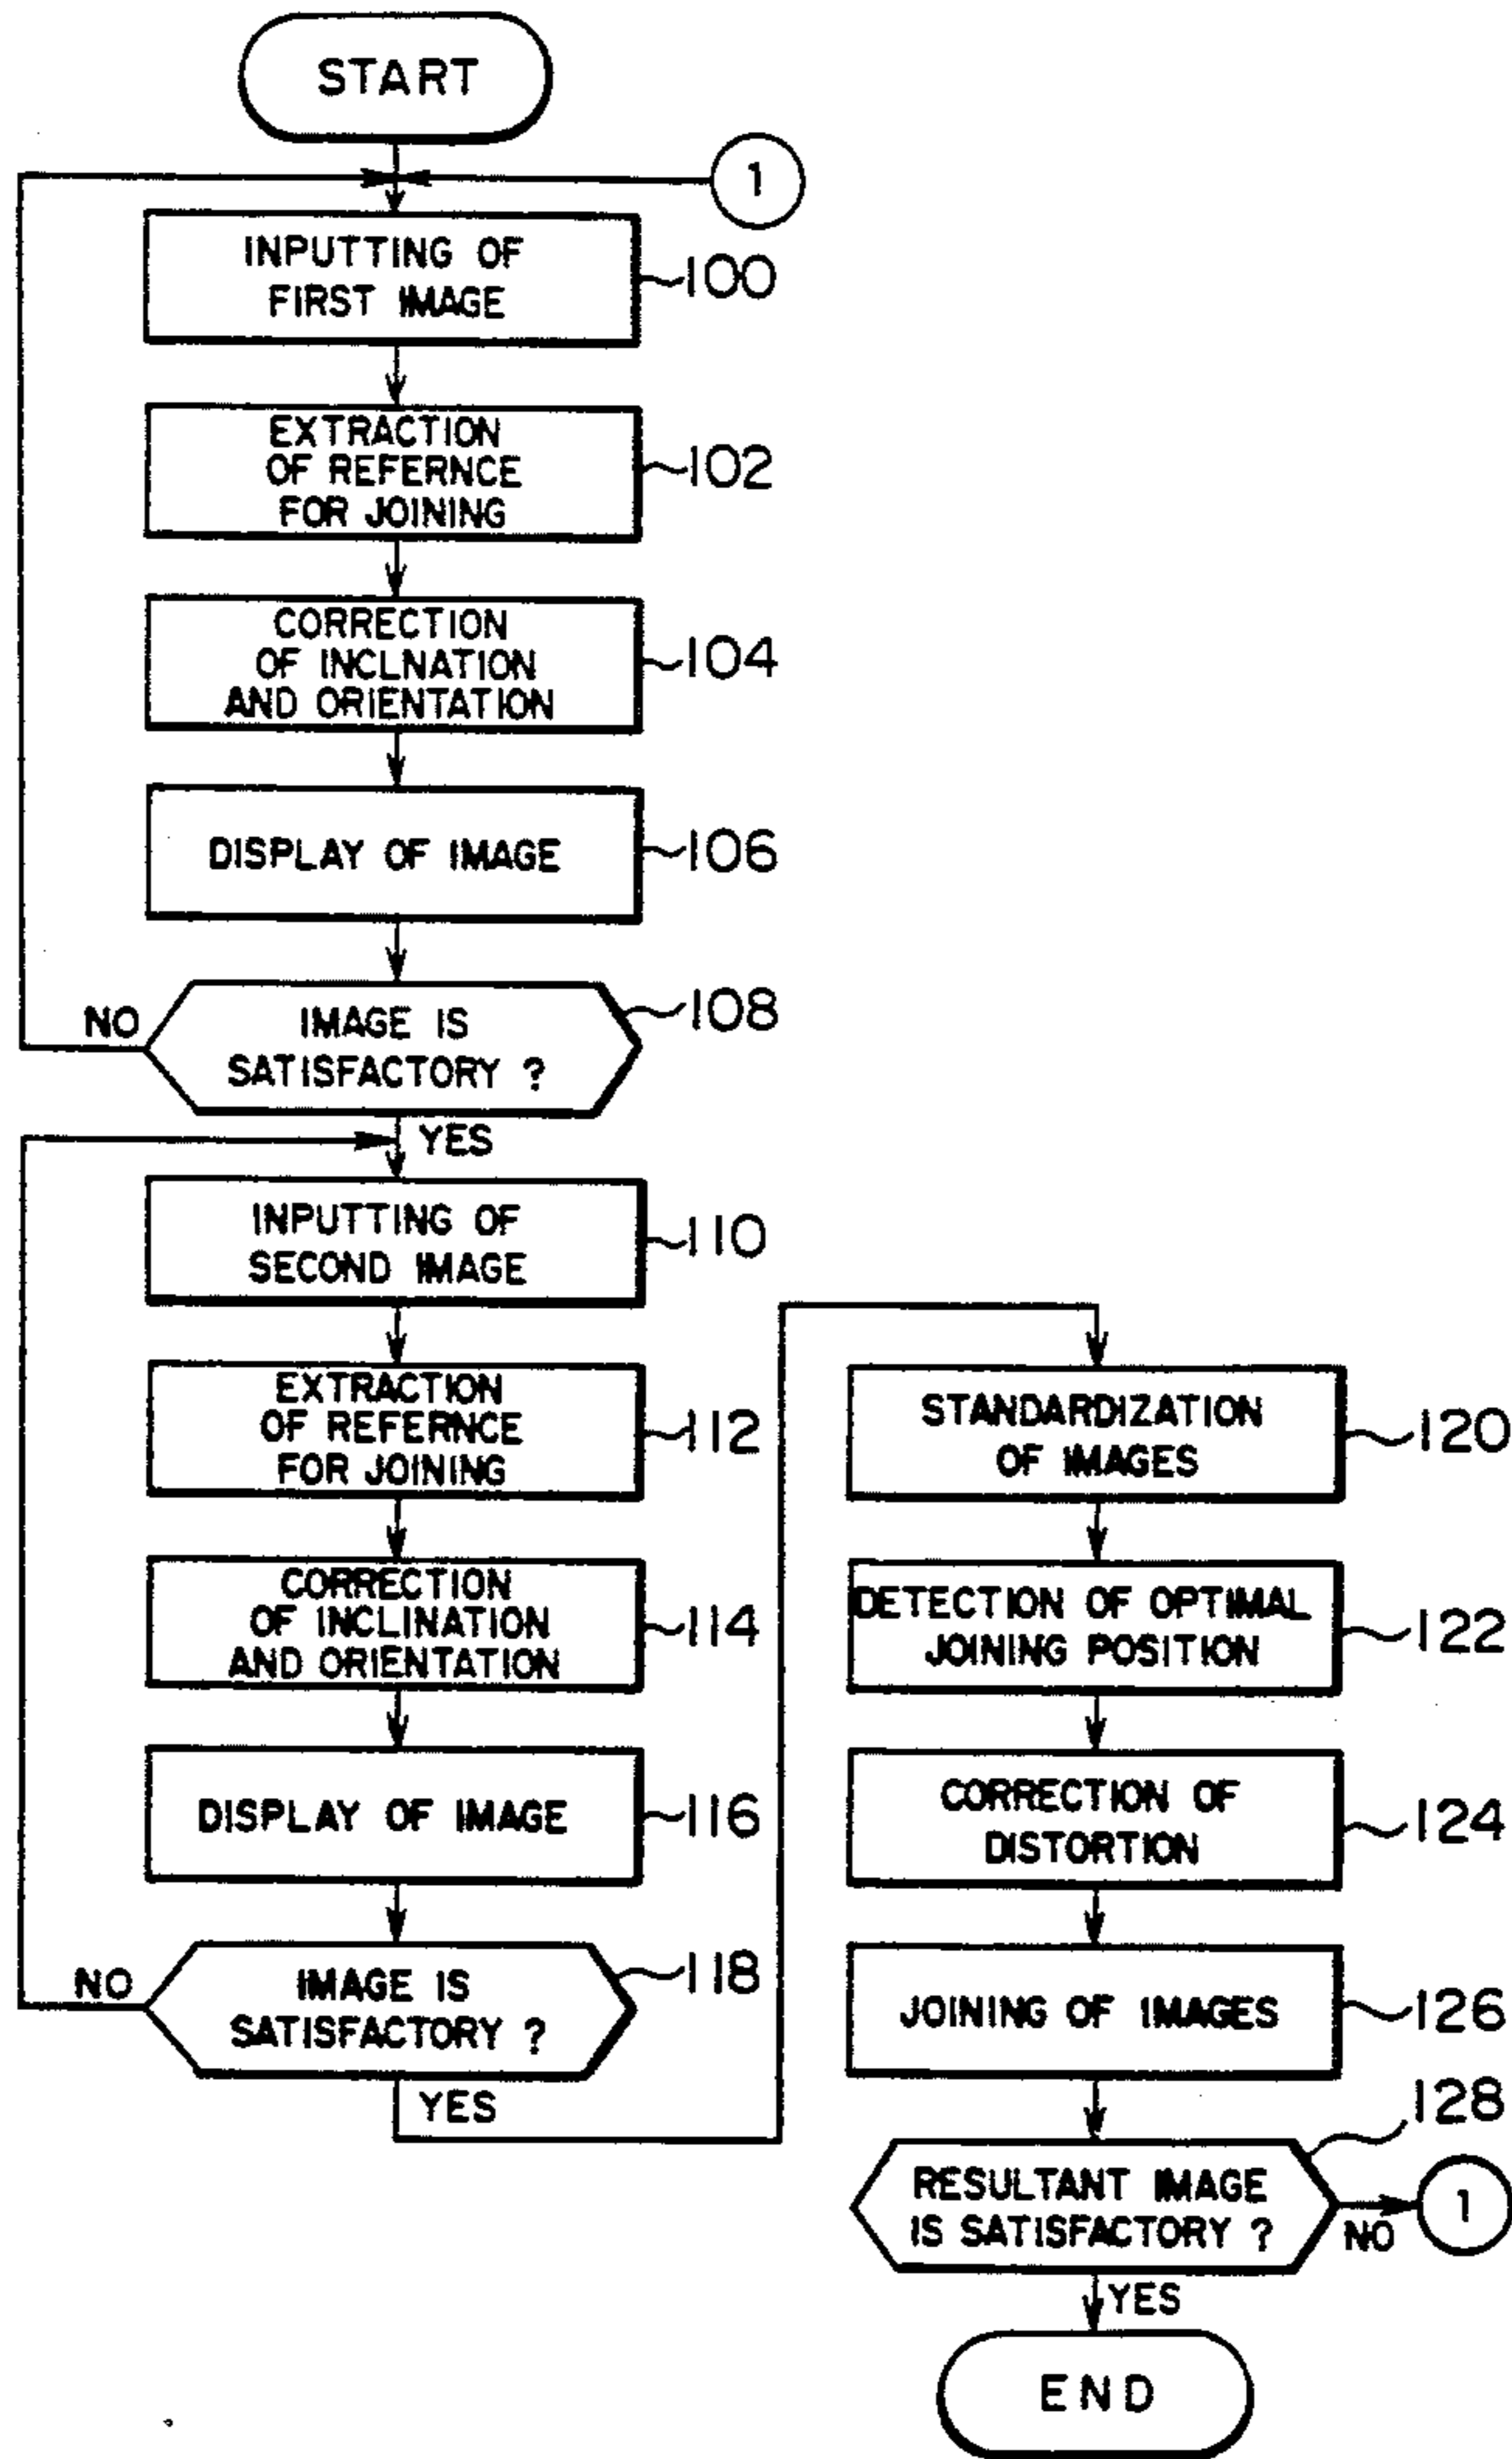 START
1
INPUTTING OF
FIRST IMAGE
100
EXTRACTION
OF REFERNCE
FOR JOINING
102
CORRECTION
OF INCLNATION
AND ORIENTATION
104
DISPLAY OF IMAGE
106
IMAGE IS
SATISFACTORY ?
108
NO
YES
INPUTTING OF
SECOND IMAGE
110
EXTRACTION
OF REFERNCE
FOR JOINING
112
CORRECTION
OF INCLINATION
AND ORIENTATION
114
DISPLAY OF IMAGE
116
IMAGE IS
SATISFACTORY ?
118
NO
YES
STANDARDIZATION
OF IMAGES
120
DETECTION OF OPTIMAL
JOINING POSITION
122
CORRECTION OF
DISTORTION
124
JOINING OF IMAGES
126
RESULTANT IMAGE
IS SATISFACTORY ?
128
NO
1
YES
END